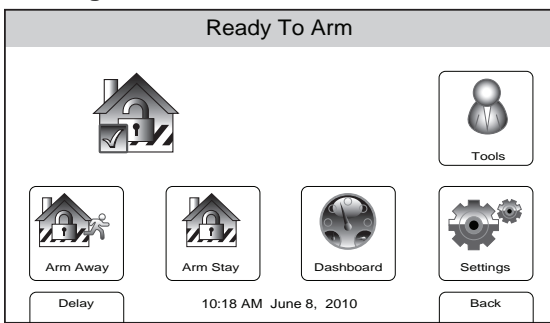 Ready To Arm
Tools
Arm Away
Arm Stay
Dashboard
Settings
Delay
10:18 AM June 8, 2010
Back